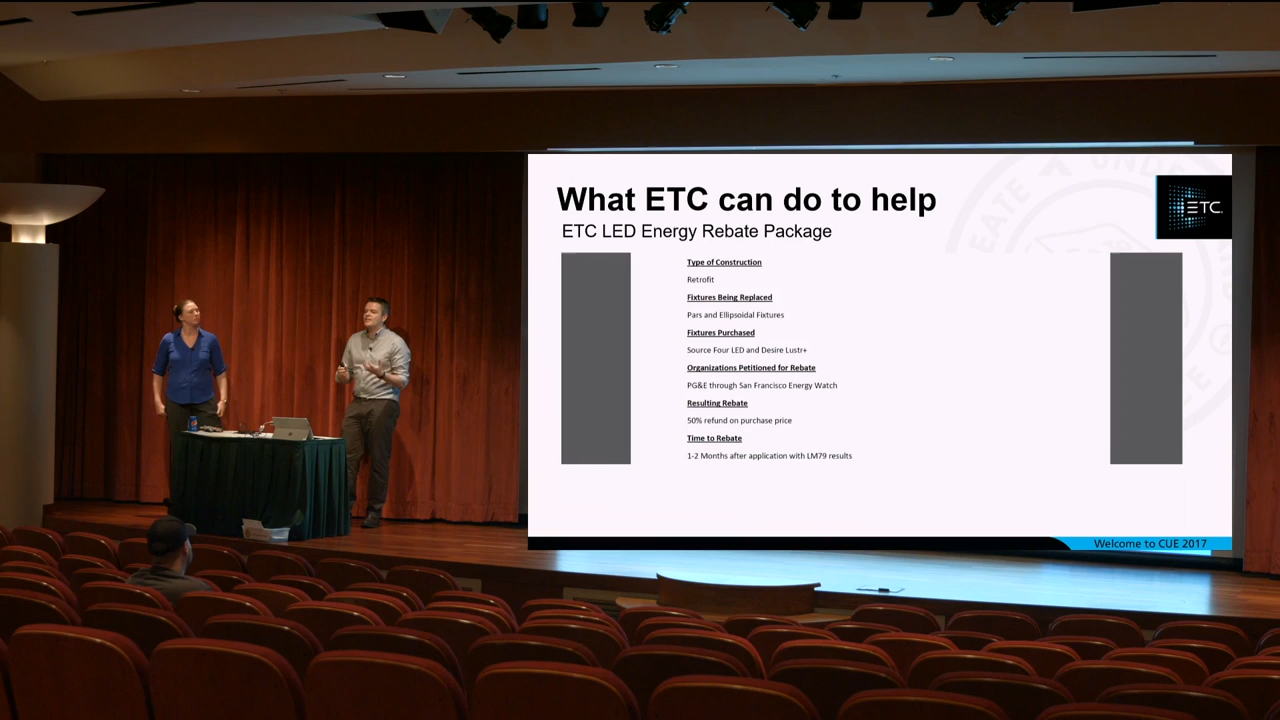 What ETC can do to help
ETC LED Energy Rebate Package
ETC
Type of Construction
Retrofit
Fixtures Being Replaced
Pars and Ellipsoidal Fixtures
Fixtures Purchased
Source Four LED and Desire Lustr+
Organizations Petitioned for Rebate
PG&E through San Francisco Energy Watch
Resulting Rebate
50% refund on purchase price
Time to Rebate
1-2 Months after application with LM79 results
Welcome to CUE 2017